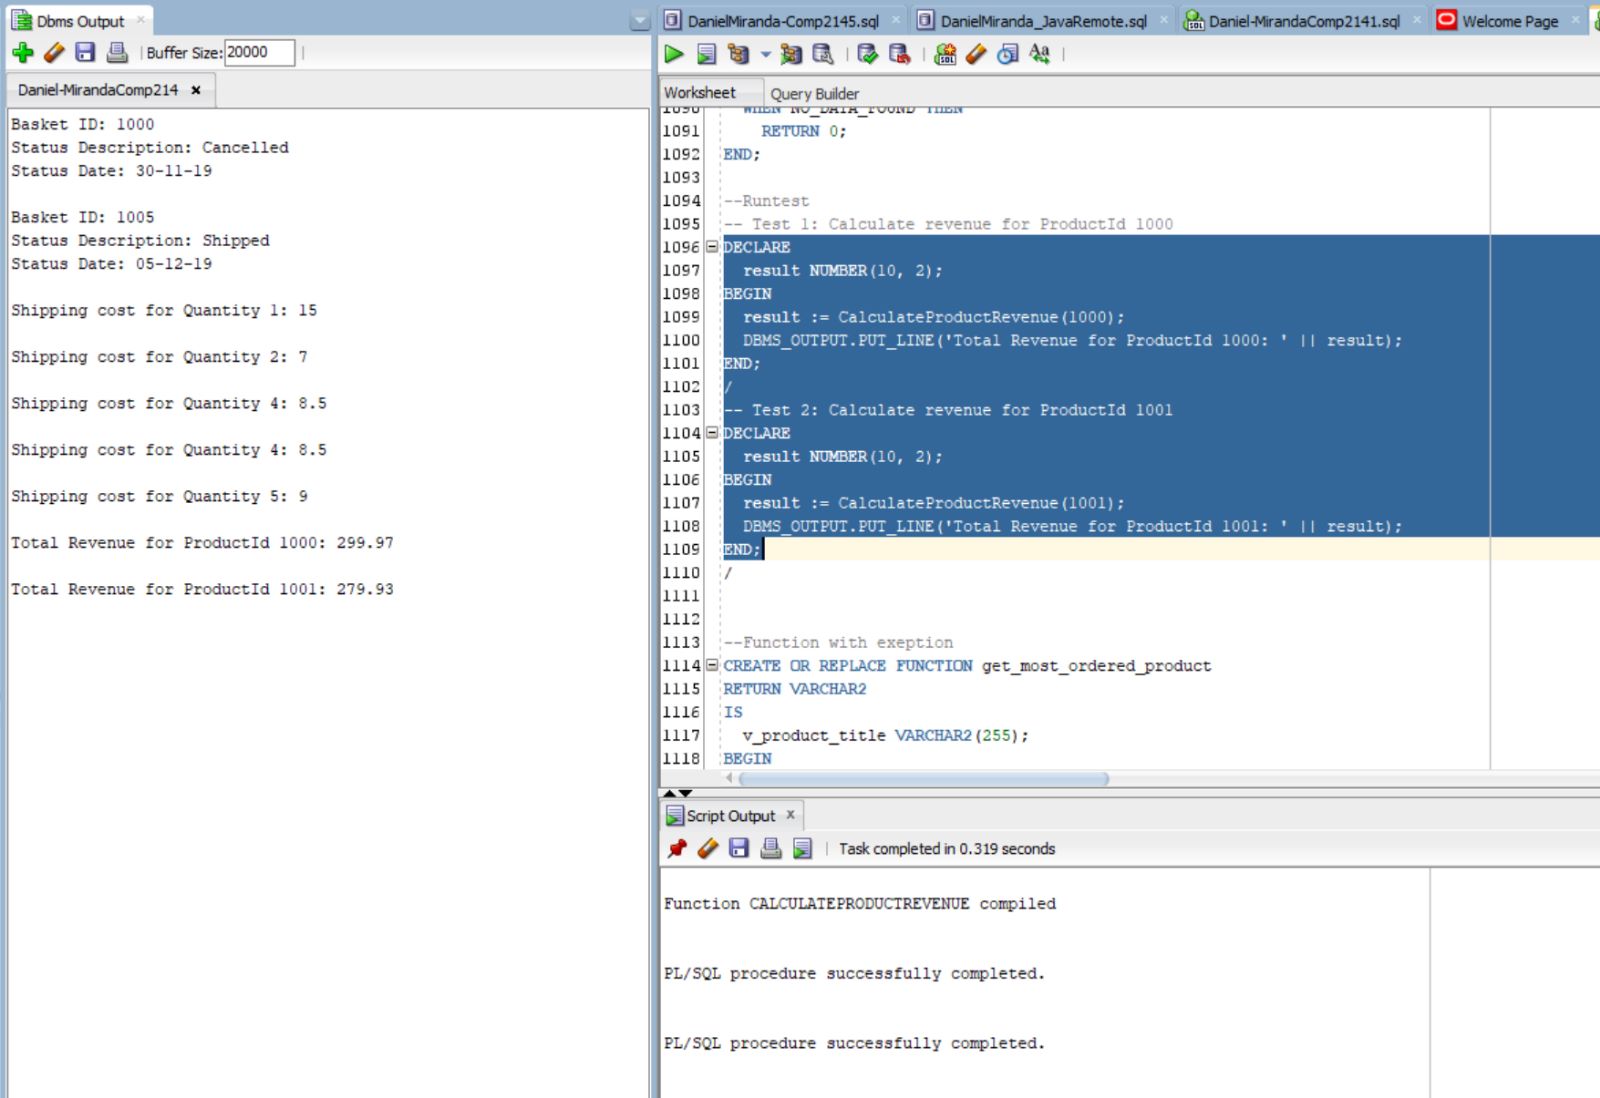 Dbms Output
Buffer Size: 20000
Daniel-MirandaComp214
Basket ID: 1000
Status Description: Cancelled
Status Date: 30-11-19
Basket ID: 1005
Status Description: Shipped
Status Date: 05-12-19
Shipping cost for Quantity 1: 15
Shipping cost for Quantity 2: 7
Shipping cost for Quantity 4: 8.5
Shipping cost for Quantity 4: 8.5
Shipping cost for Quantity 5: 9
Total Revenue for ProductId 1000: 299.97
Total Revenue for ProductId 1001: 279.93
DanielMiranda-Comp2145.sql
DanielMiranda_JavaRemote.sql
Daniel-MirandaComp2141.sql
Welcome Page
Worksheet
Query Builder
1090 WHEN NO_DATA_FOUND THEN
1091 RETURN 0;
1092 END;
1093
1094 --Runtest
1095 -- Test 1: Calculate revenue for ProductId 1000
1096 DECLARE
1097 result NUMBER(10, 2);
1098 BEGIN
1099 result := CalculateProductRevenue(1000);
1100 DBMS_OUTPUT.PUT_LINE('Total Revenue for ProductId 1000: ' || result);
1101 END;
1102 /
1103 -- Test 2: Calculate revenue for ProductId 1001
1104 DECLARE
1105 result NUMBER(10, 2);
1106 BEGIN
1107 result := CalculateProductRevenue(1001);
1108 DBMS_OUTPUT.PUT_LINE('Total Revenue for ProductId 1001: ' || result);
1109 END;
1110 /
1111
1112
1113 --Function with exeption
1114 CREATE OR REPLACE FUNCTION get_most_ordered_product
1115 RETURN VARCHAR2
1116 IS
1117 v_product_title VARCHAR2(255);
1118 BEGIN
Script Output
Task completed in 0.319 seconds
Function CALCULATEPRODUCTREVENUE compiled
PL/SQL procedure successfully completed.
PL/SQL procedure successfully completed.